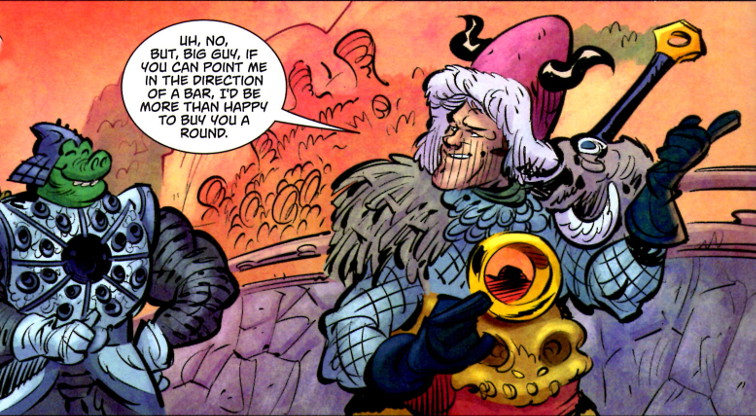 UH, NO,
BUT, BIG GUY, IF
YOU CAN POINT ME
IN THE DIRECTION
OF A BAR, I'D BE
MORE THAN HAPPY
TO BUY YOU A
ROUND.